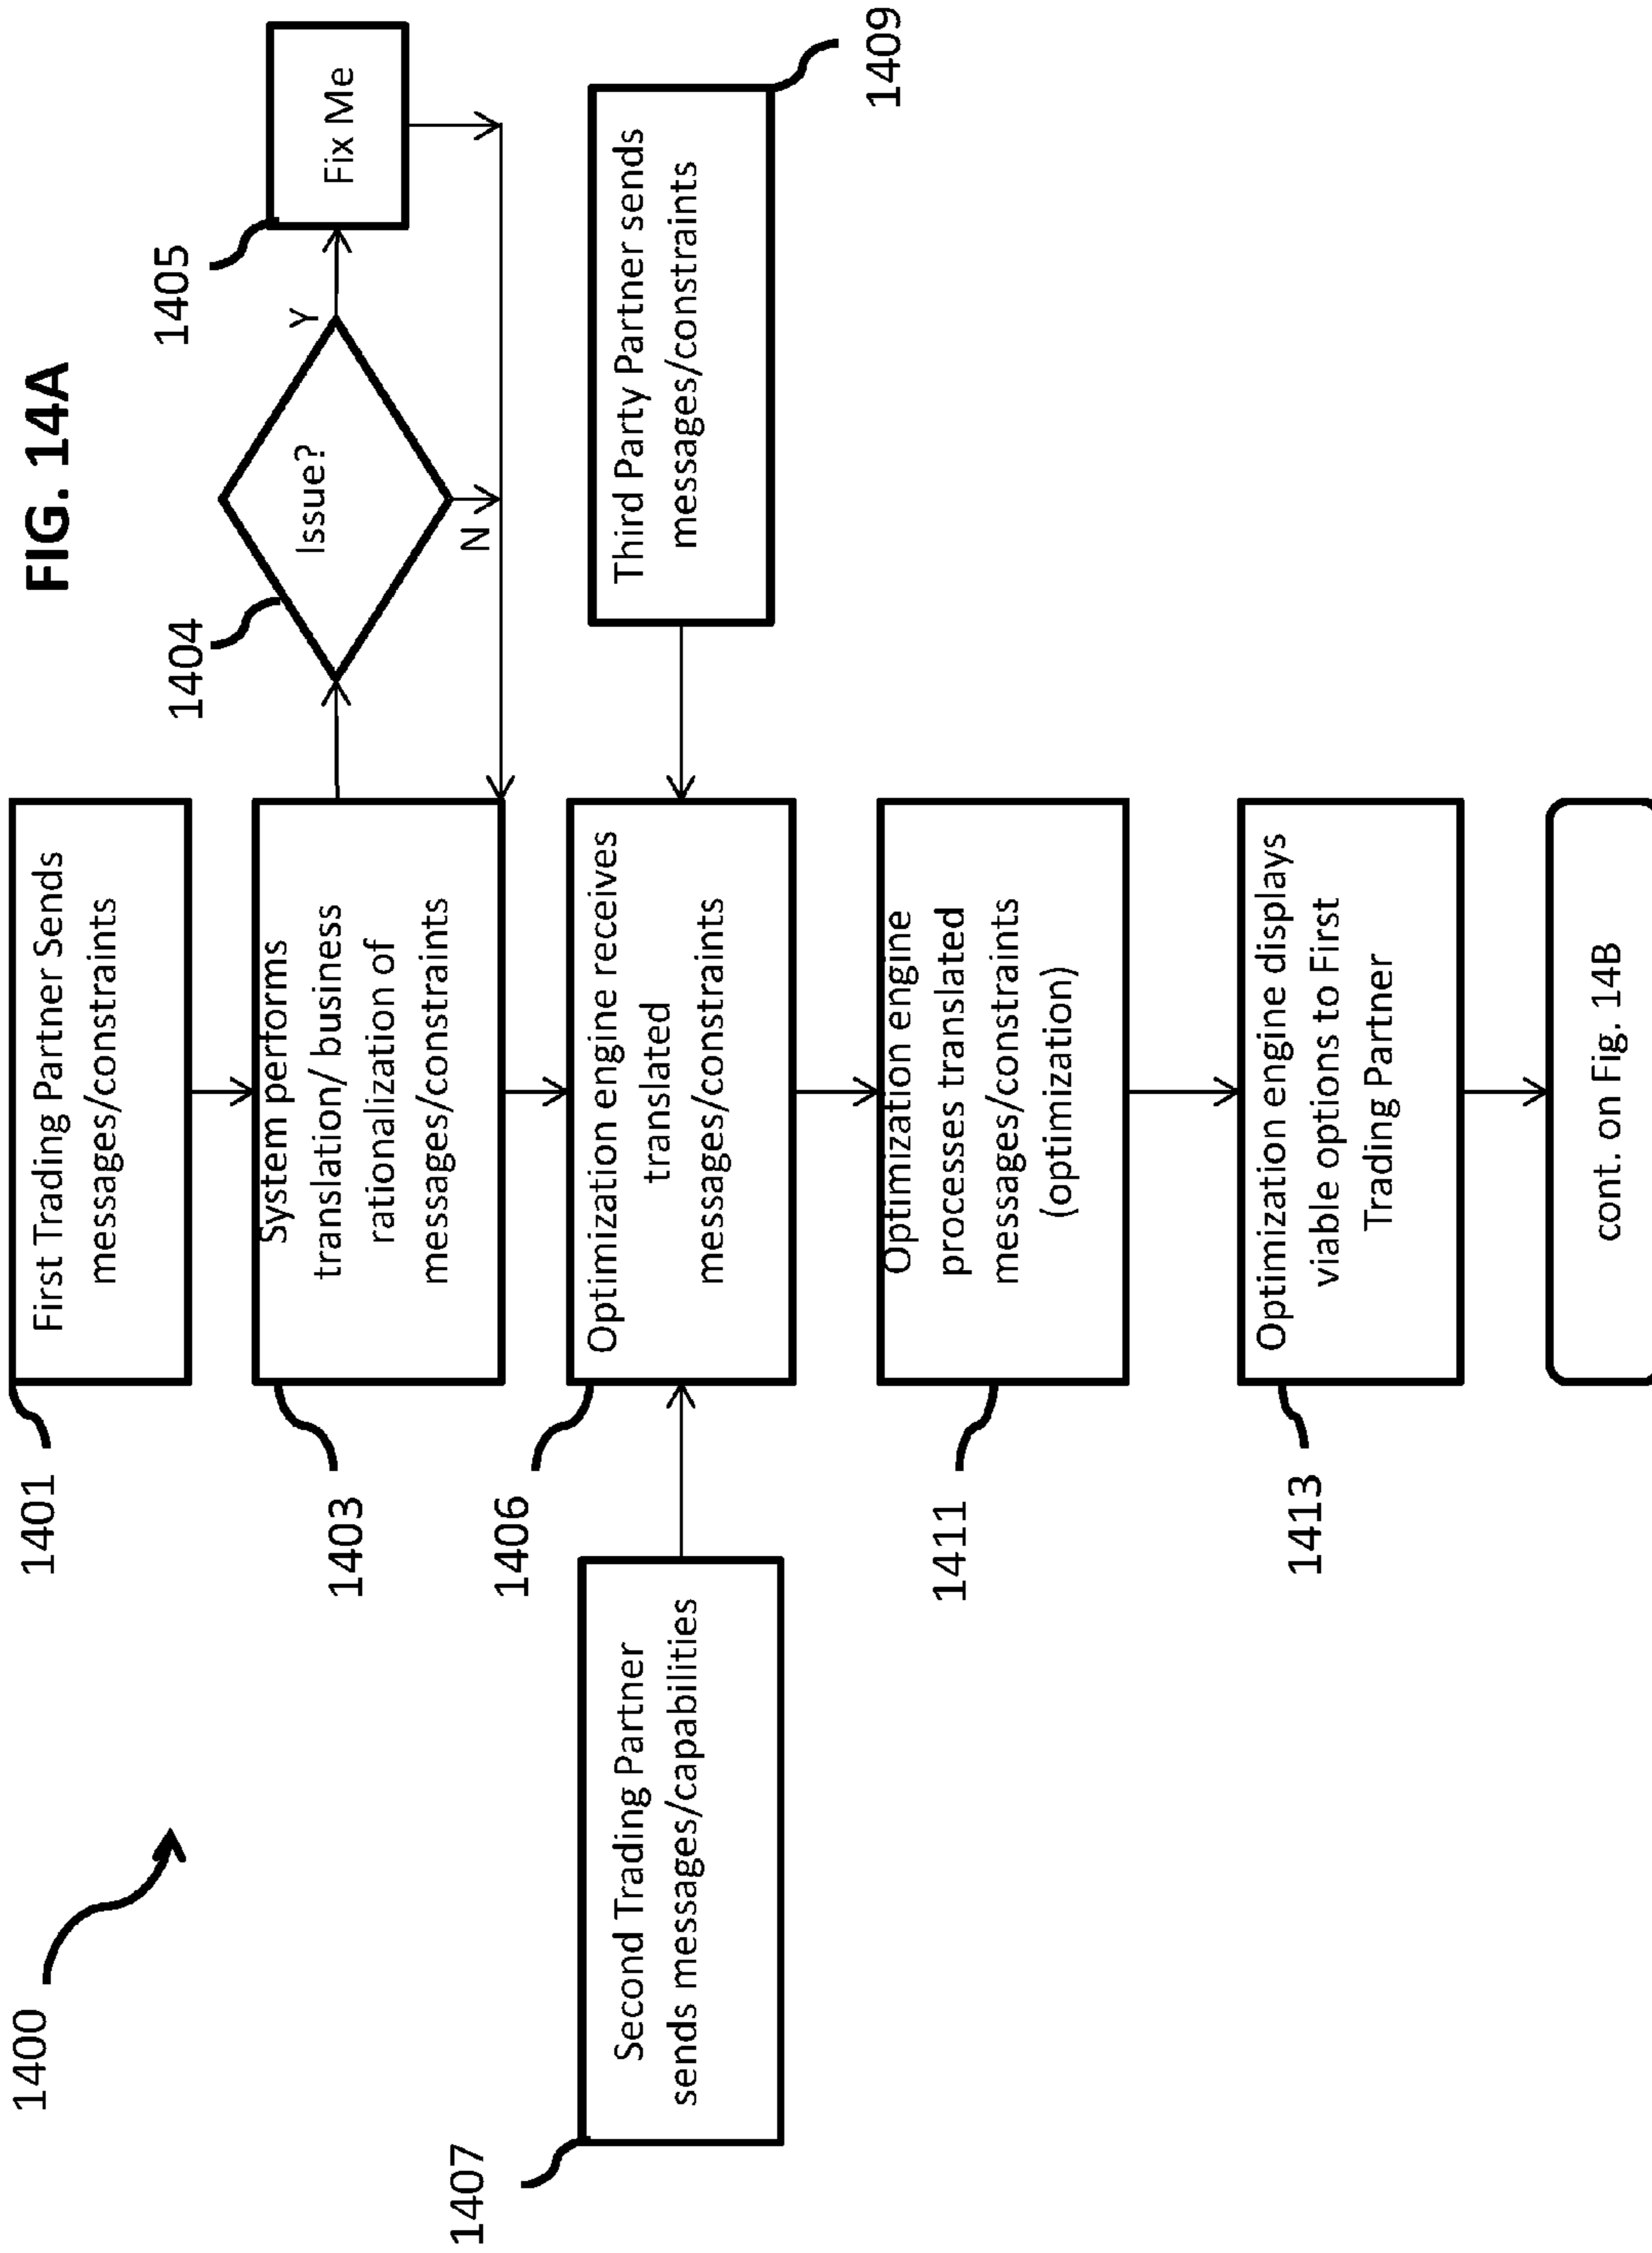 FIG. 14A
1400
1401
First Trading Partner Sends
messages/constraints
1403
System performs
translation/ business
rationalization of
messages/constraints
1404
Issue?
Y
N
1405
Fix Me
1406
Optimization engine receives
translated
messages/constraints
1407
Second Trading Partner
sends messages/capabilities
Third Party Partner sends
messages/constraints
1409
1411
Optimization engine
processes translated
messages/constraints
(optimization)
1413
Optimization engine displays
viable options to First
Trading Partner
cont. on Fig. 14B